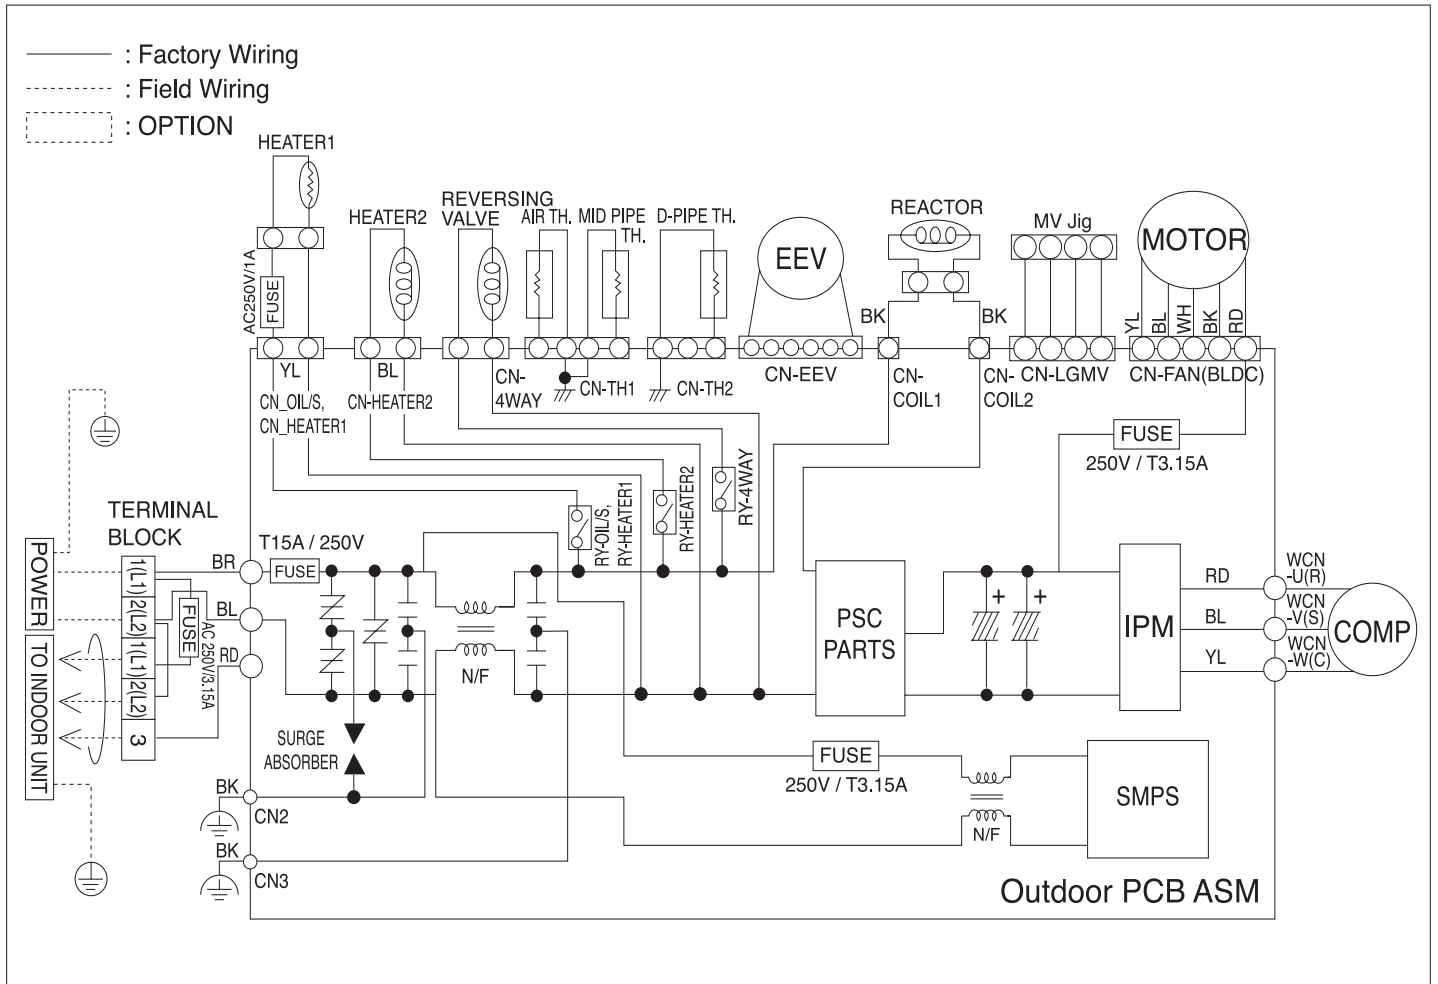 : Factory Wiring
: Field Wiring
: OPTION
HEATER1
HEATER2
REVERSING
VALVE
AIR TH.
MID PIPE
TH.
D-PIPE TH.
EEV
REACTOR
MV Jig
MOTOR
AC250V/1A
FUSE
BK
BK
YL
BL
WH
BK
RD
YL
BL
CN-
4WAY
CN-TH1
CN-TH2
CN-EEV
CN-
COIL1
CN-
COIL2
CN-LGMV
CN-FAN(BLDC)
CN_OIL/S,
CN_HEATER1
CN-HEATER2
FUSE
250V / T3.15A
RY-OIL/S,
RY-HEATER1
RY-HEATER2
RY-4WAY
TERMINAL
BLOCK
POWER
TO INDOOR UNIT
1(L1)
2(L2)
1(L1)
2(L2)
3
FUSE
AC 250V/3.15A
BR
BL
RD
T15A / 250V
FUSE
N/F
SURGE
ABSORBER
PSC
PARTS
+
+
IPM
RD
BL
YL
WCN
-U(R)
WCN
-V(S)
WCN
-W(C)
COMP
FUSE
250V / T3.15A
N/F
SMPS
BK
CN2
BK
CN3
Outdoor PCB ASM